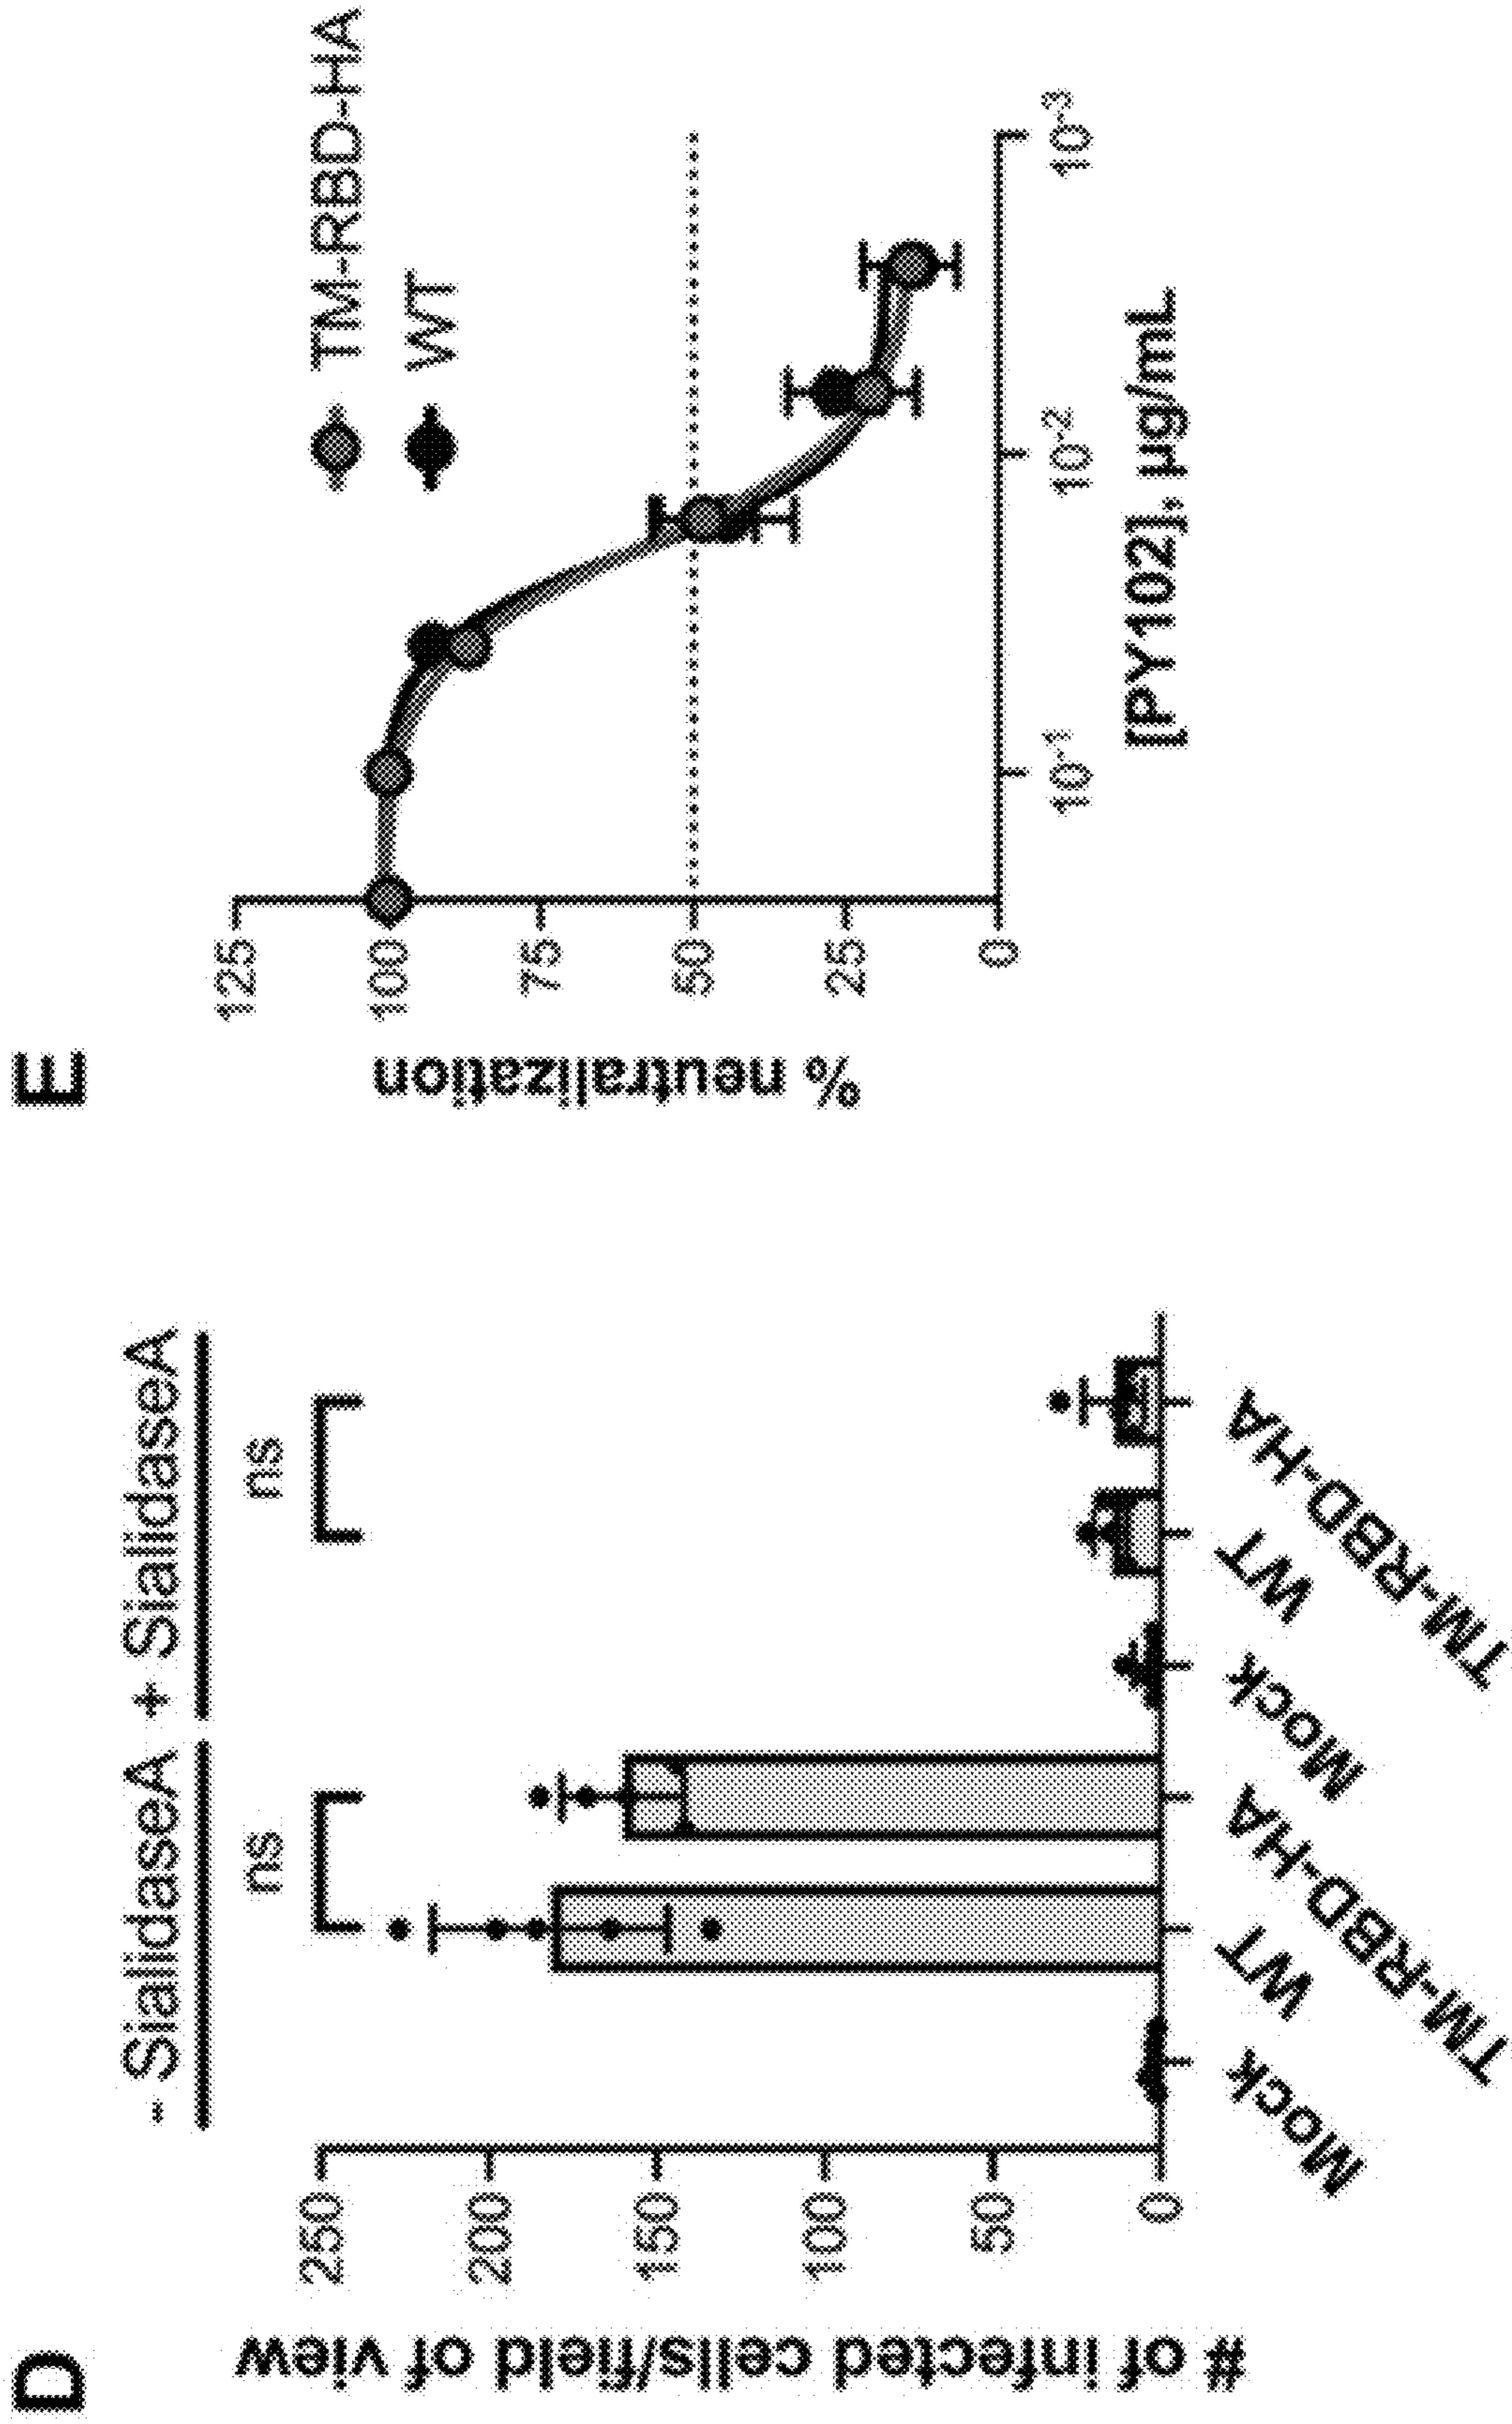 D
- SialidaseA + SialidaseA
ns ns
250
200
150
100
50
0
# of infected cells/field of view
Mock WT TM-RBD-HA Mock WT TM-RBD-HA
E
TM-RBD-HA
WT
125
100
75
50
25
0
% neutralization
10-1 10-2 10-3
[PY102], µg/mL